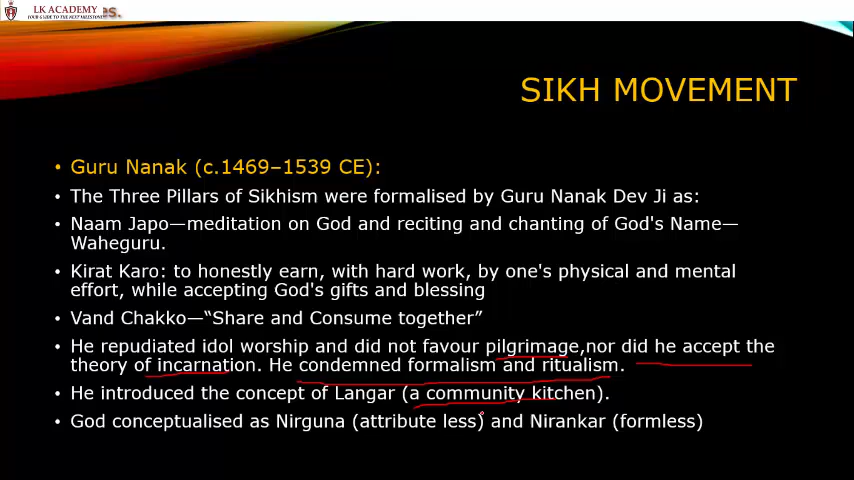 LK ACADEMY es.
YOUR GUIDE TO THE NEXT MILESTONE
SIKH MOVEMENT
• Guru Nanak (c.1469–1539 CE):
• The Three Pillars of Sikhism were formalised by Guru Nanak Dev Ji as:
• Naam Japo—meditation on God and reciting and chanting of God's Name—
Waheguru.
• Kirat Karo: to honestly earn, with hard work, by one's physical and mental
effort, while accepting God's gifts and blessing
• Vand Chakko—“Share and Consume together”
• He repudiated idol worship and did not favour pilgrimage,nor did he accept the
theory of incarnation. He condemned formalism and ritualism.
• He introduced the concept of Langar (a community kitchen).
• God conceptualised as Nirguna (attribute less) and Nirankar (formless)